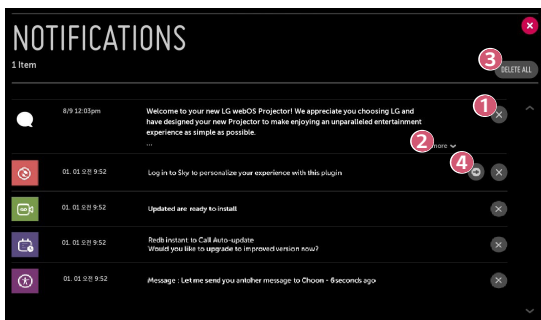 NOTIFICATIONS
1 Item
3
DELETE ALL
8/9 12:03pm
1
Welcome to your new LG webOS Projector! We appreciate you choosing LG and
have designed your new Projector to make enjoying an unparalleled entertainment
experience as simple as possible.
...
2
more
4
01. 01 오전 9:52
Log in to Sky to personalize your experience with this plugin
01. 01 오전 9:52
Updated are ready to install
01. 01 오전 9:52
Redb instant to Call Auto-update
Would you like to upgrade to improved version now?
01. 01 오전 9:52
Message : Let me send you antoher message to Choon - 6seconds ago